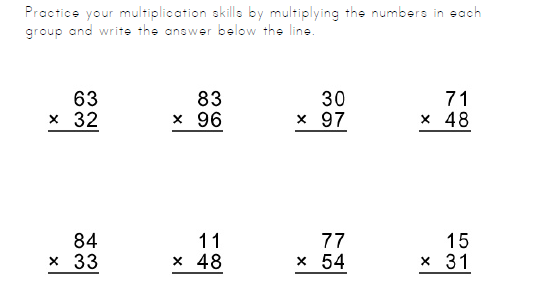 Practice your multiplication skills by multiplying the numbers in each
group and write the answer below the line.
63 83 30 71
× 32 × 96 × 97 × 48
84 11 77 15
× 33 × 48 × 54 × 31